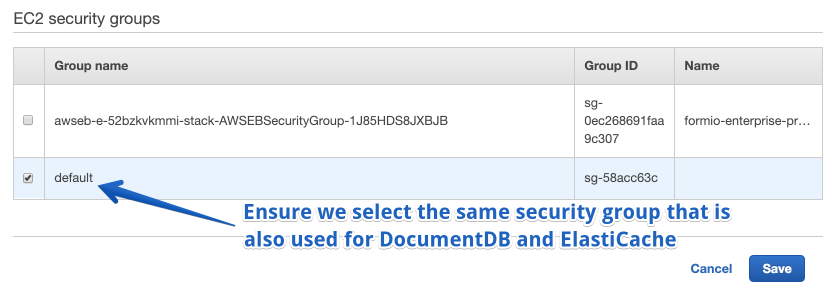 EC2 security groups
Group name Group ID Name
awseb-e-52bzkvkmmi-stack-AWSEBSecurityGroup-1J85HDS8JXBJB sg-0ec268691faa9c307 formio-enterprise-pr...
default sg-58acc63c
Ensure we select the same security group that is
also used for DocumentDB and ElastiCache
Cancel Save